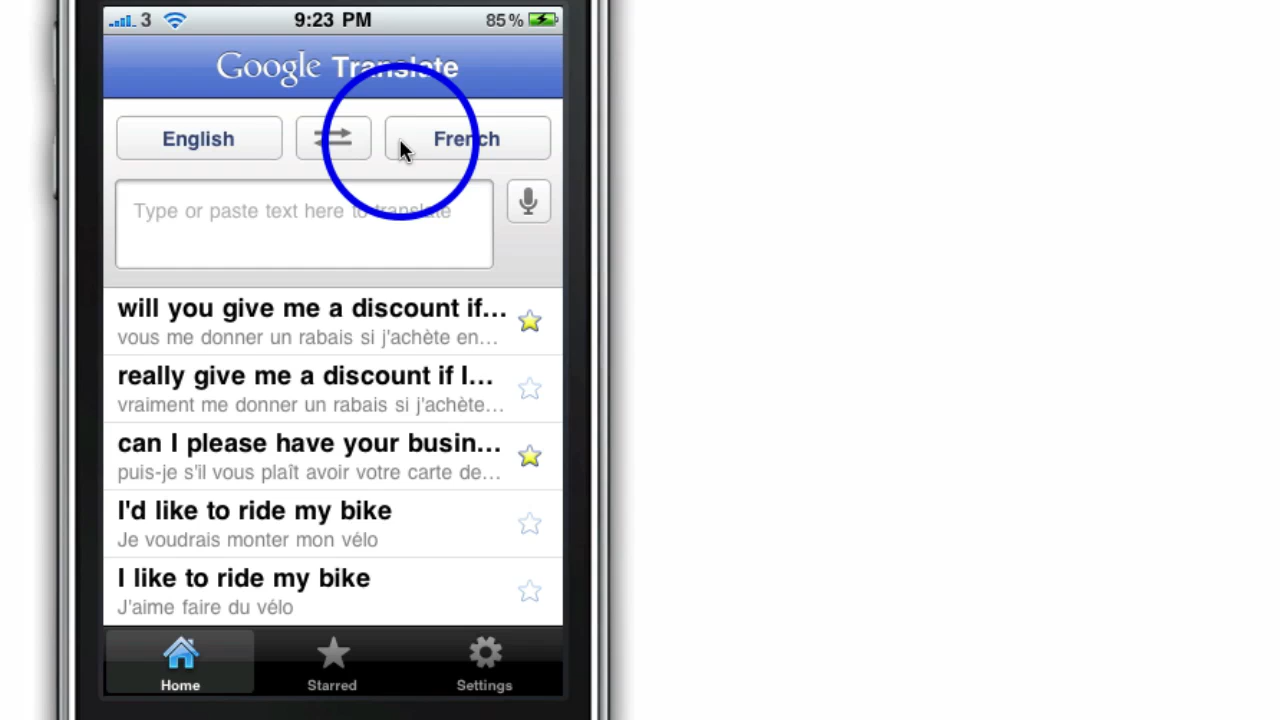 3 9:23 PM 85%
Google Translate
English French
Type or paste text here to translate
will you give me a discount if...
vous me donner un rabais si j'achète en...
really give me a discount if I...
vraiment me donner un rabais si j'achète...
can I please have your busin...
puis-je s'il vous plaît avoir votre carte de...
I'd like to ride my bike
Je voudrais monter mon vélo
I like to ride my bike
J'aime faire du vélo
Home Starred Settings